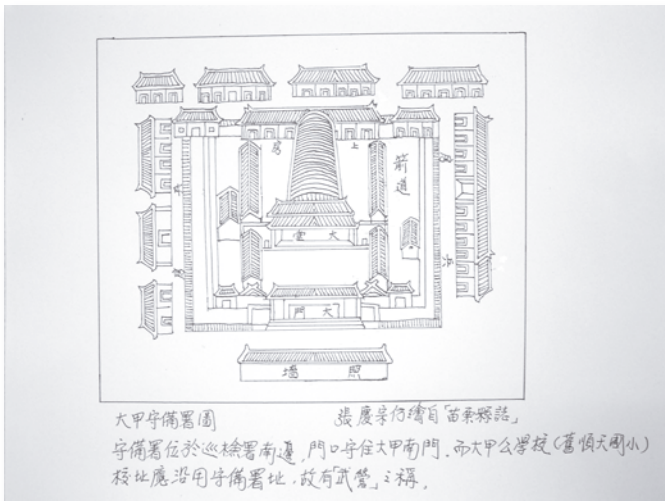 房 上
箭道
堂 大
門 大
墻 照
大甲守備署圖 張慶宗仿繪自「苗栗縣誌」
守備署位於巡檢署南邊,門口守住大甲南門.而大甲公學校(舊順天國小)
校址應沿用守備署址.故有「武營」之稱.